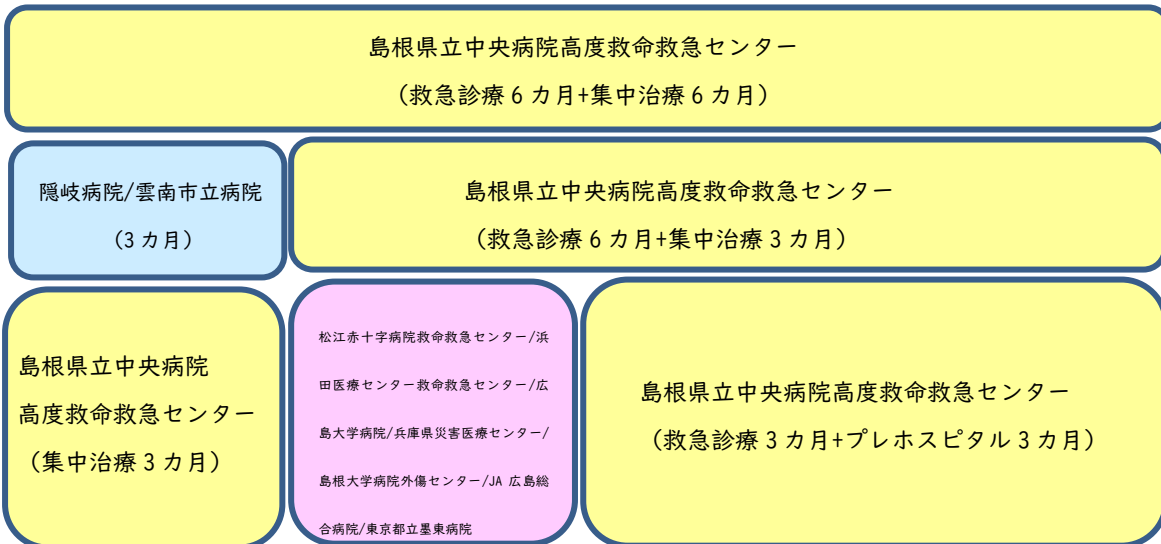 島根県立中央病院高度救命救急センター
（救急診療６カ月+集中治療６カ月）
隠岐病院/雲南市立病院
（3カ月）
島根県立中央病院高度救命救急センター
（救急診療６カ月+集中治療３カ月）
島根県立中央病院
高度救命救急センター
（集中治療３カ月）
松江赤十字病院救命救急センター/浜
田医療センター救命救急センター/広
島大学病院/兵庫県災害医療センター/
島根大学病院外傷センター/JA 広島総
合病院/東京都立墨東病院
島根県立中央病院高度救命救急センター
（救急診療３カ月+プレホスピタル３カ月）